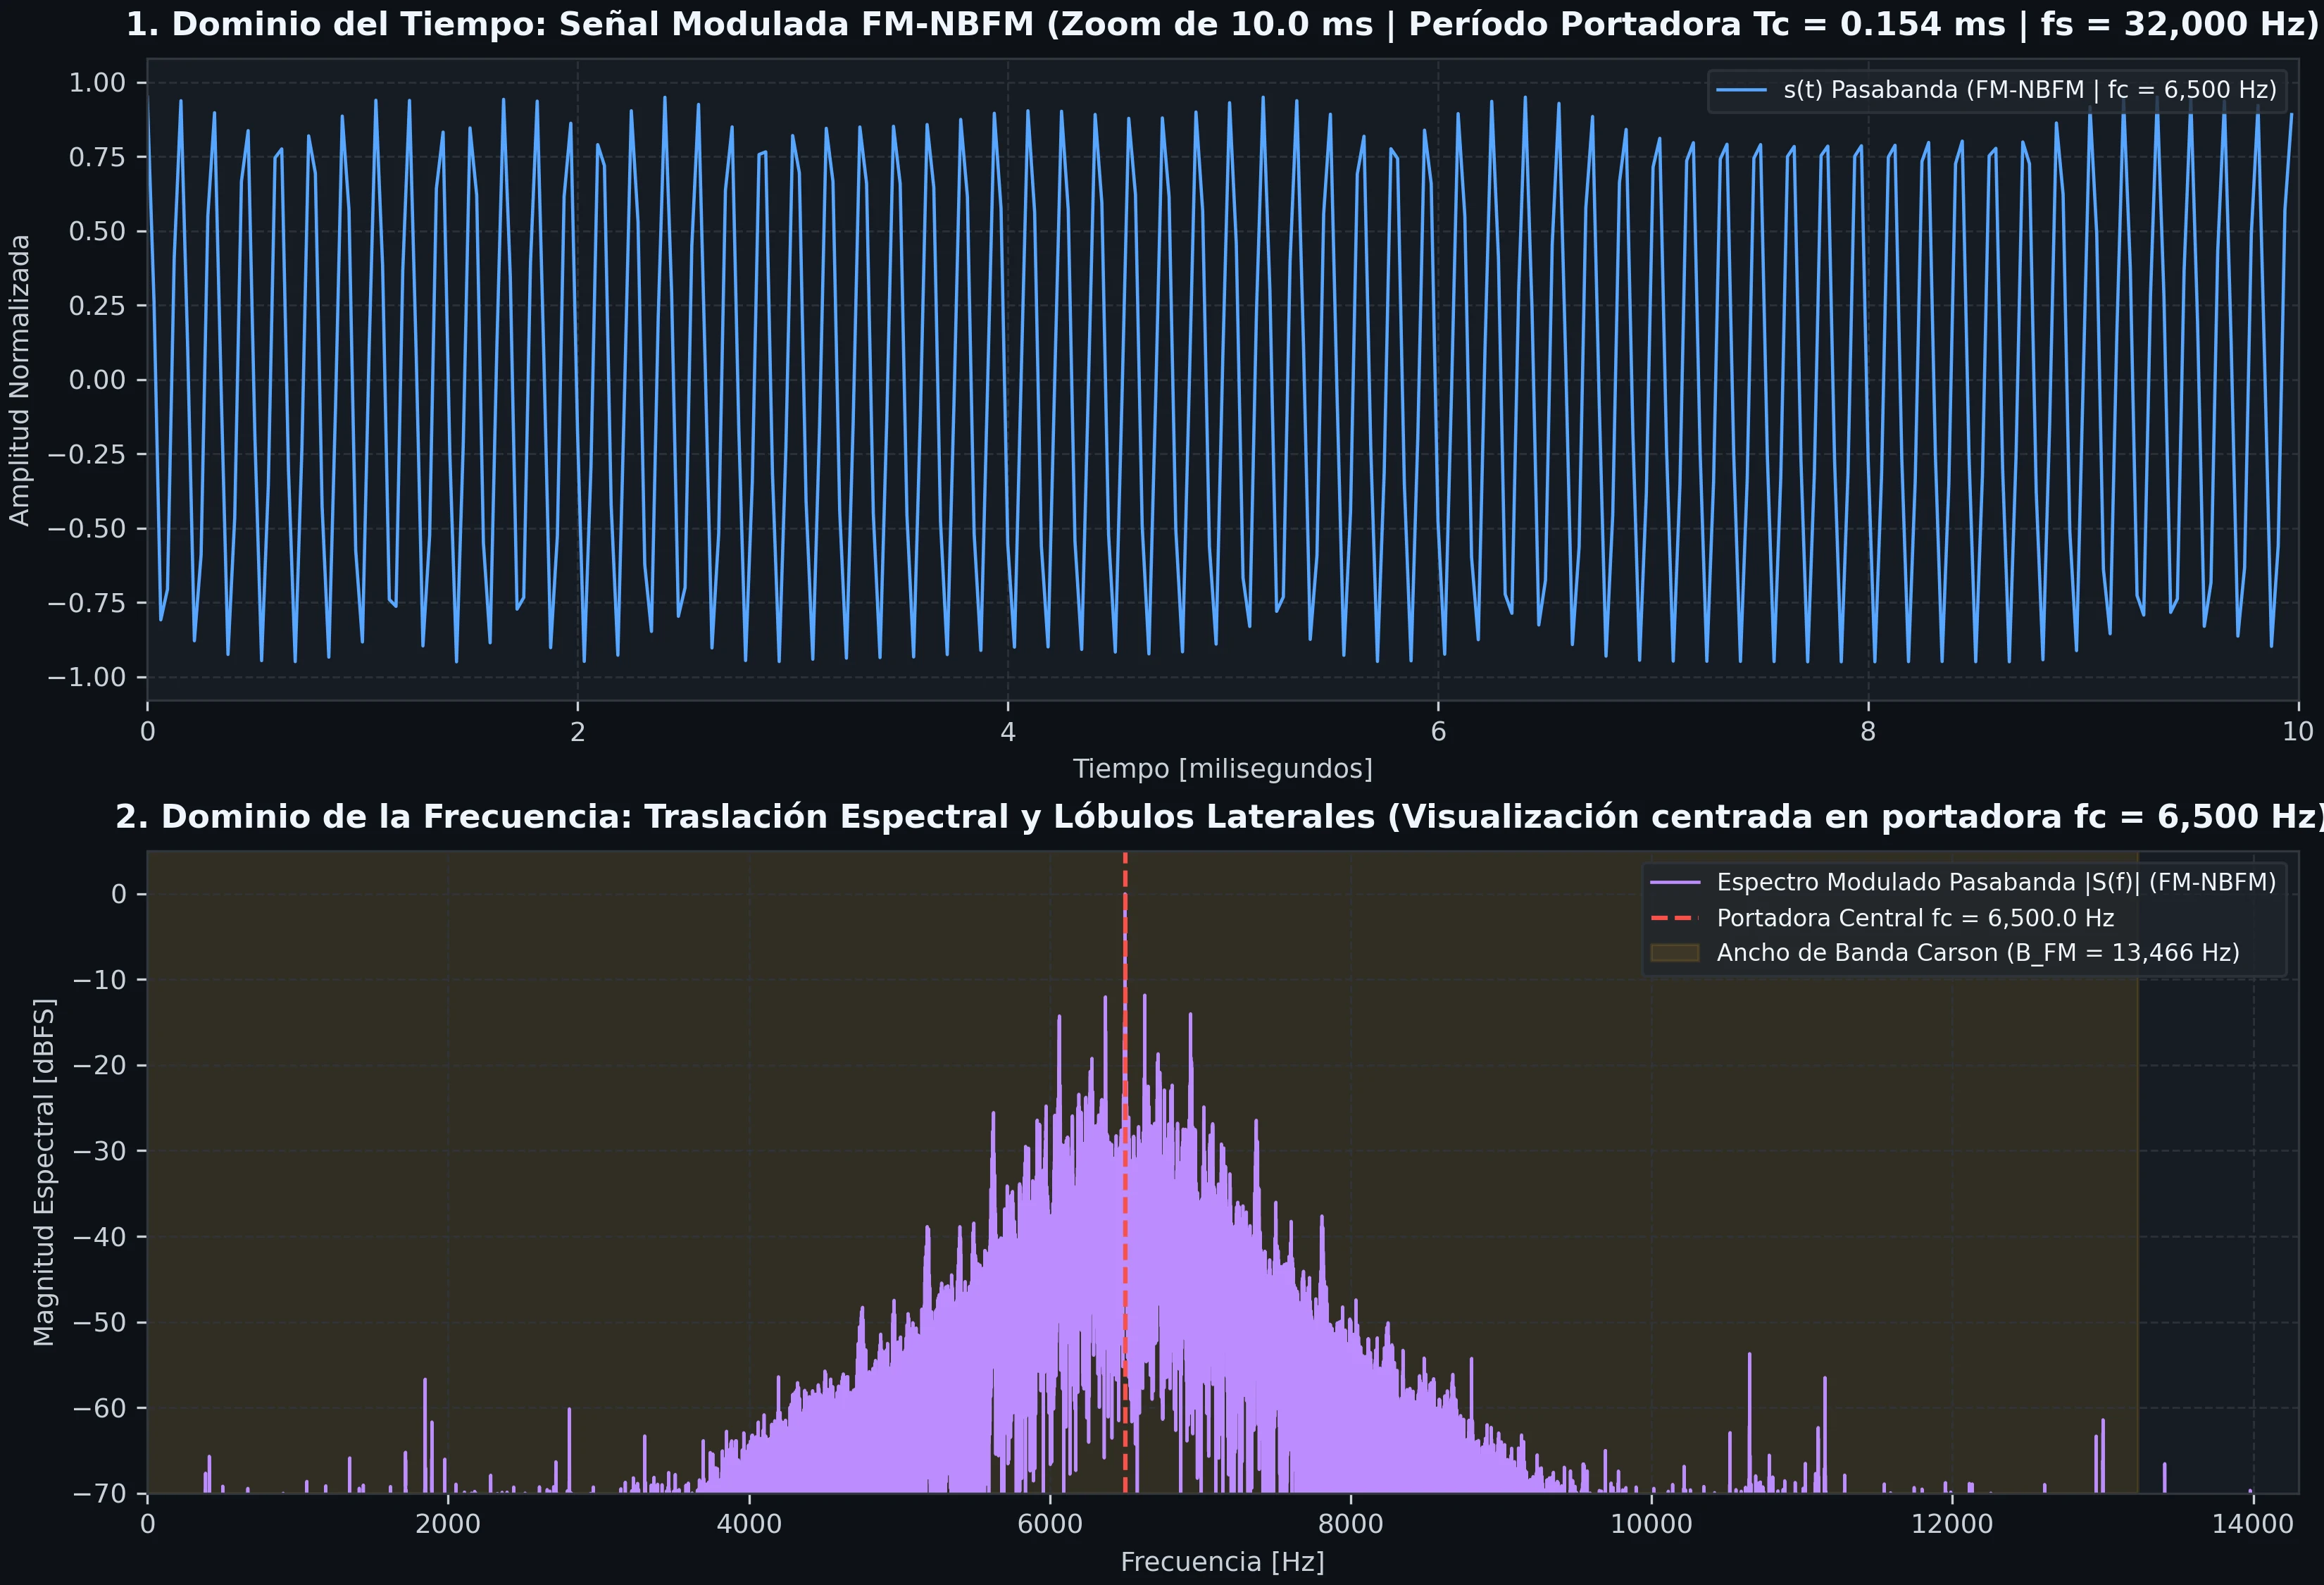 1. Dominio del Tiempo: Señal Modulada FM-NBFM (Zoom de 10.0 ms | Período Portadora Tc = 0.154 ms | fs = 32,000 Hz)
s(t) Pasabanda (FM-NBFM | fc = 6,500 Hz)
Amplitud Normalizada
1.00
0.75
0.50
0.25
0.00
−0.25
−0.50
−0.75
−1.00
0 2 4 6 8 10
Tiempo [milisegundos]
2. Dominio de la Frecuencia: Traslación Espectral y Lóbulos Laterales (Visualización centrada en portadora fc = 6,500 Hz)
Espectro Modulado Pasabanda |S(f)| (FM-NBFM)
Portadora Central fc = 6,500.0 Hz
Ancho de Banda Carson (B_FM = 13,466 Hz)
Magnitud Espectral [dBFS]
0
−10
−20
−30
−40
−50
−60
−70
0 2000 4000 6000 8000 10000 12000 14000
Frecuencia [Hz]